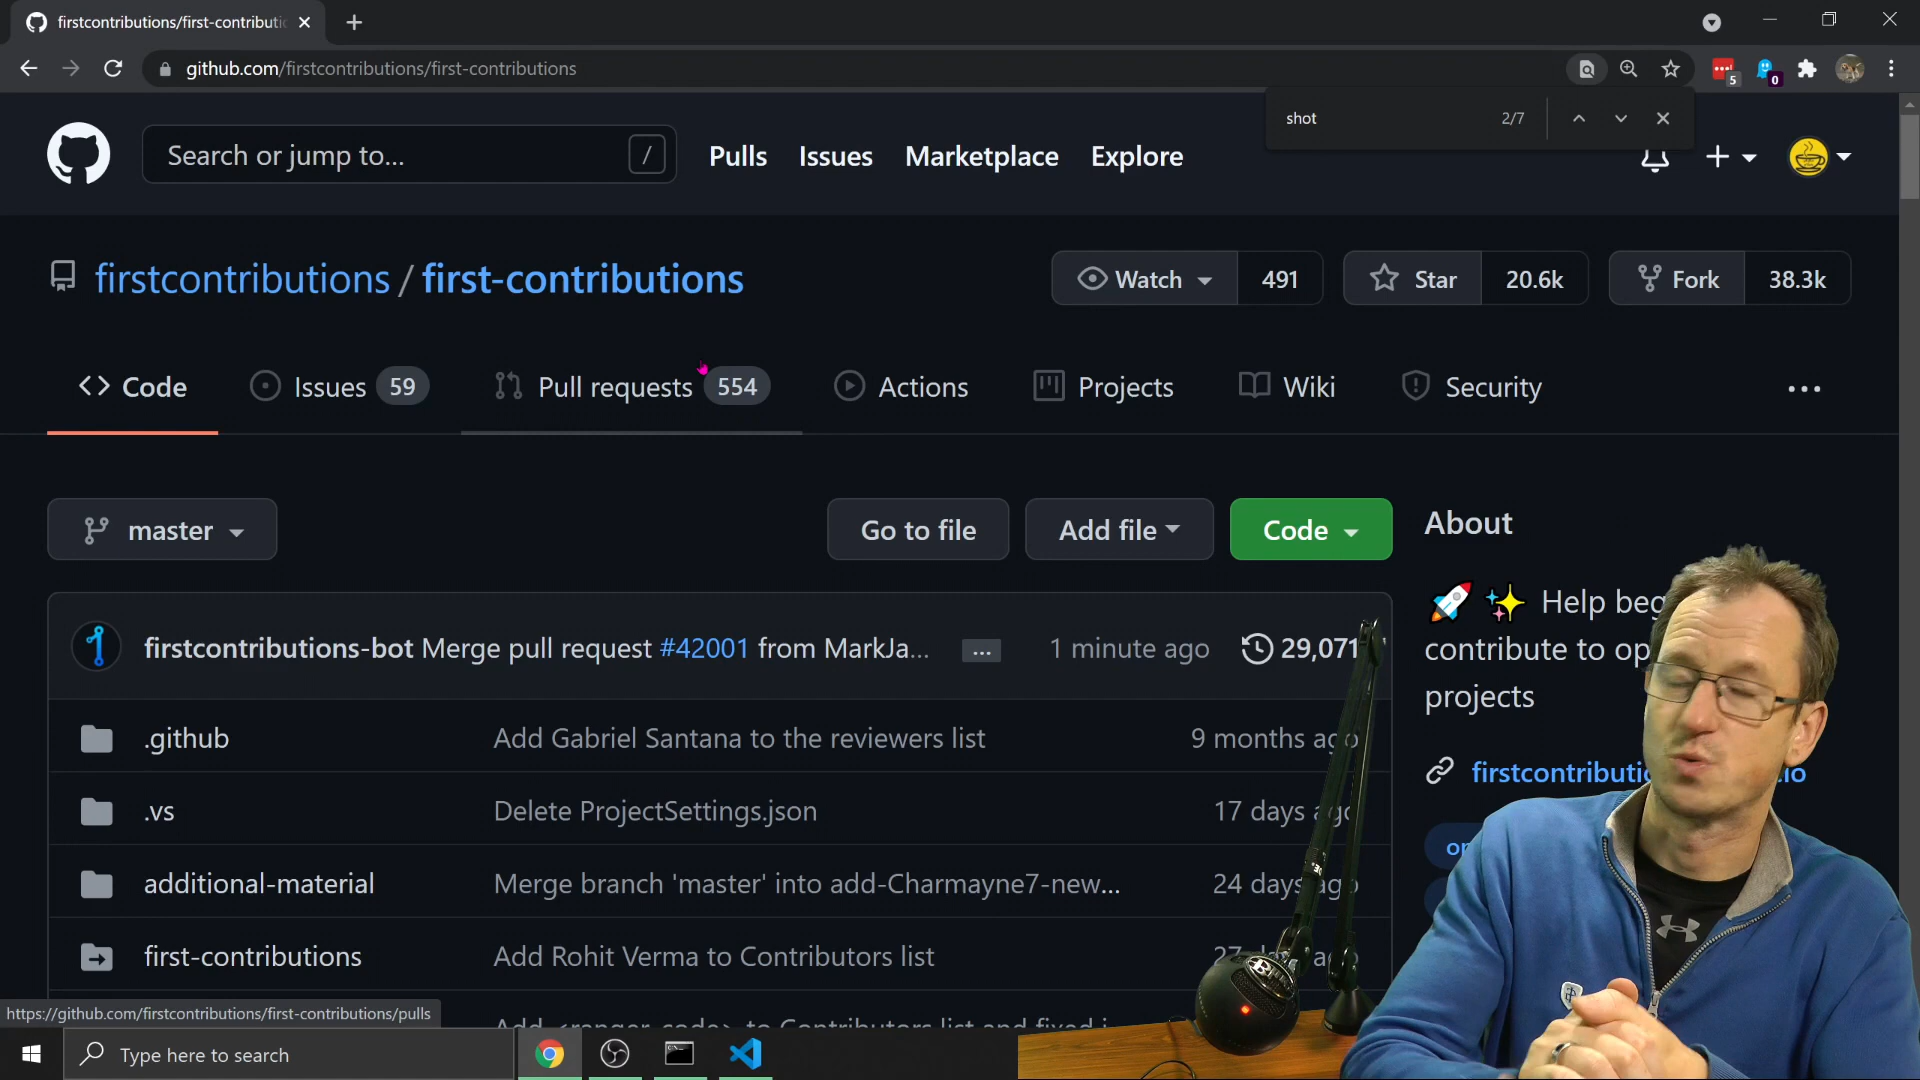 firstcontributions/first-contributi
github.com/firstcontributions/first-contributions
5
0
shot 2/7
Search or jump to... /
Pulls Issues Marketplace Explore
firstcontributions / first-contributions
Watch 491 Star 20.6k Fork 38.3k
Code Issues 59 Pull requests 554 Actions Projects Wiki Security ...
master Go to file Add file Code About
Help beg
contribute to op
projects
firstcontributions-bot Merge pull request #42001 from MarkJa... ... 1 minute ago 29,071
.github Add Gabriel Santana to the reviewers list 9 months ago
firstcontributi io
.vs Delete ProjectSettings.json 17 days ago
additional-material Merge branch 'master' into add-Charmayne7-new... 24 days ago
first-contributions Add Rohit Verma to Contributors list
https://github.com/firstcontributions/first-contributions/pulls
Type here to search